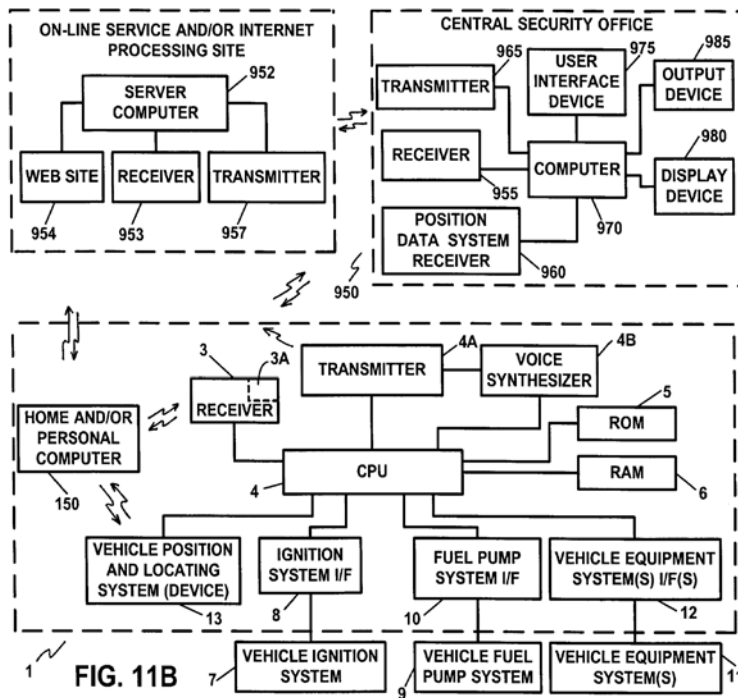 ON-LINE SERVICE AND/OR INTERNET
PROCESSING SITE
952
SERVER
COMPUTER
WEB SITE
RECEIVER
TRANSMITTER
954
953
957
CENTRAL SECURITY OFFICE
965
975
985
TRANSMITTER
USER
INTERFACE
DEVICE
OUTPUT
DEVICE
980
RECEIVER
COMPUTER
DISPLAY
DEVICE
955
970
POSITION
DATA SYSTEM
RECEIVER
960
950
3
3A
RECEIVER
TRANSMITTER
4A
VOICE
SYNTHESIZER
4B
5
ROM
HOME AND/OR
PERSONAL
COMPUTER
150
CPU
4
RAM
6
VEHICLE POSITION
AND LOCATING
SYSTEM (DEVICE)
13
IGNITION
SYSTEM I/F
8
FUEL PUMP
SYSTEM I/F
10
VEHICLE EQUIPMENT
SYSTEM(S) I/F(S)
12
1
FIG. 11B
7
VEHICLE IGNITION
SYSTEM
9
VEHICLE FUEL
PUMP SYSTEM
VEHICLE EQUIPMENT
SYSTEM(S)
11